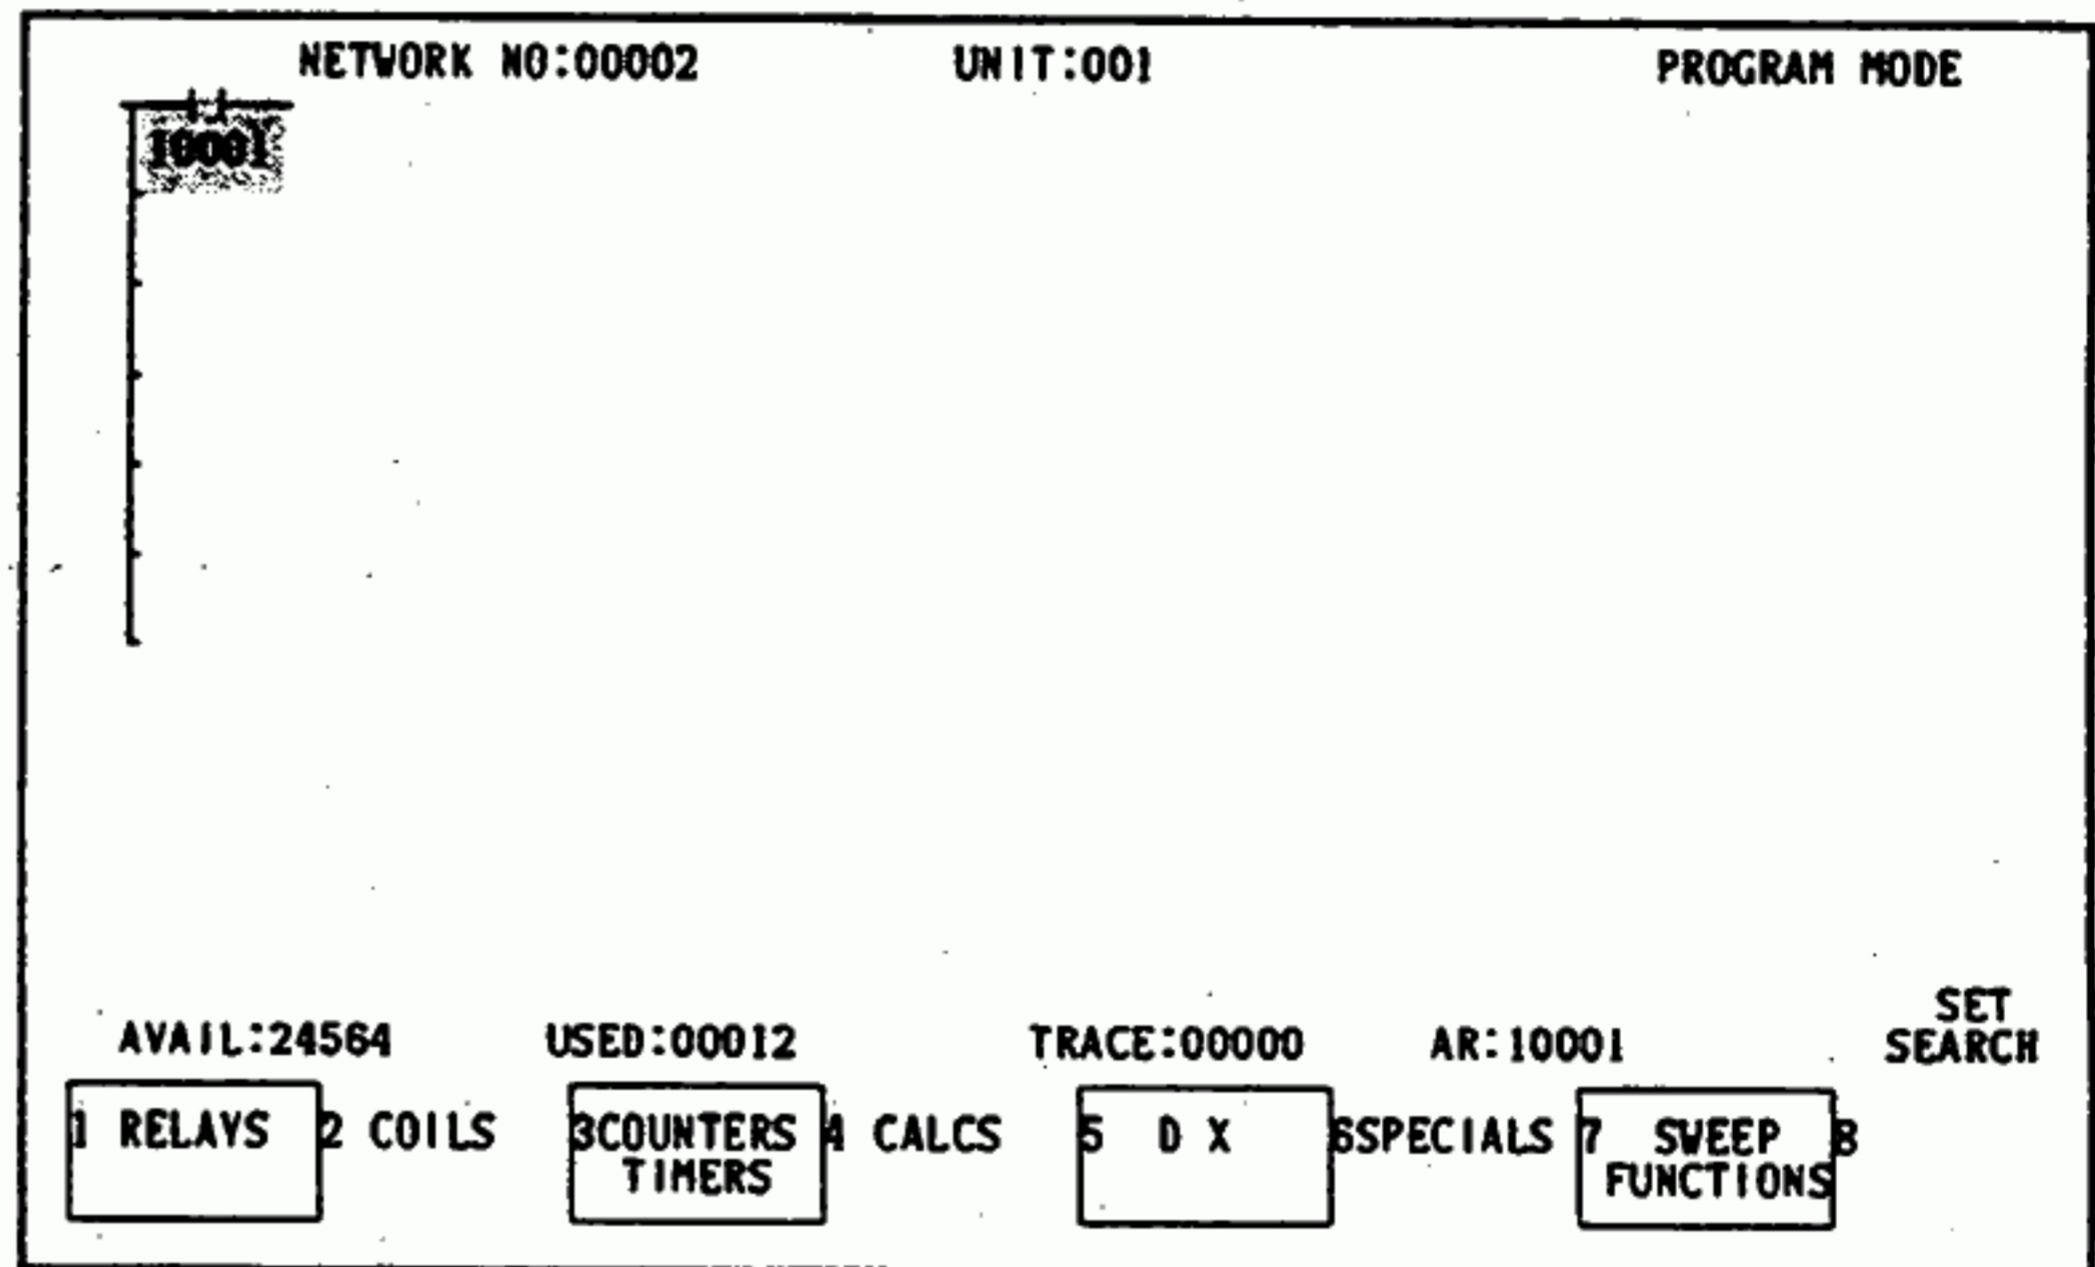 NETWORK NO:00002 UNIT:001 PROGRAM MODE
10001
SET
AVAIL:24564 USED:00012 TRACE:00000 AR:10001 SEARCH
1 RELAYS 2 COILS 3COUNTERS 4 CALCS 5 D X 6SPECIALS 7 SWEEP 8
TIMERS FUNCTIONS